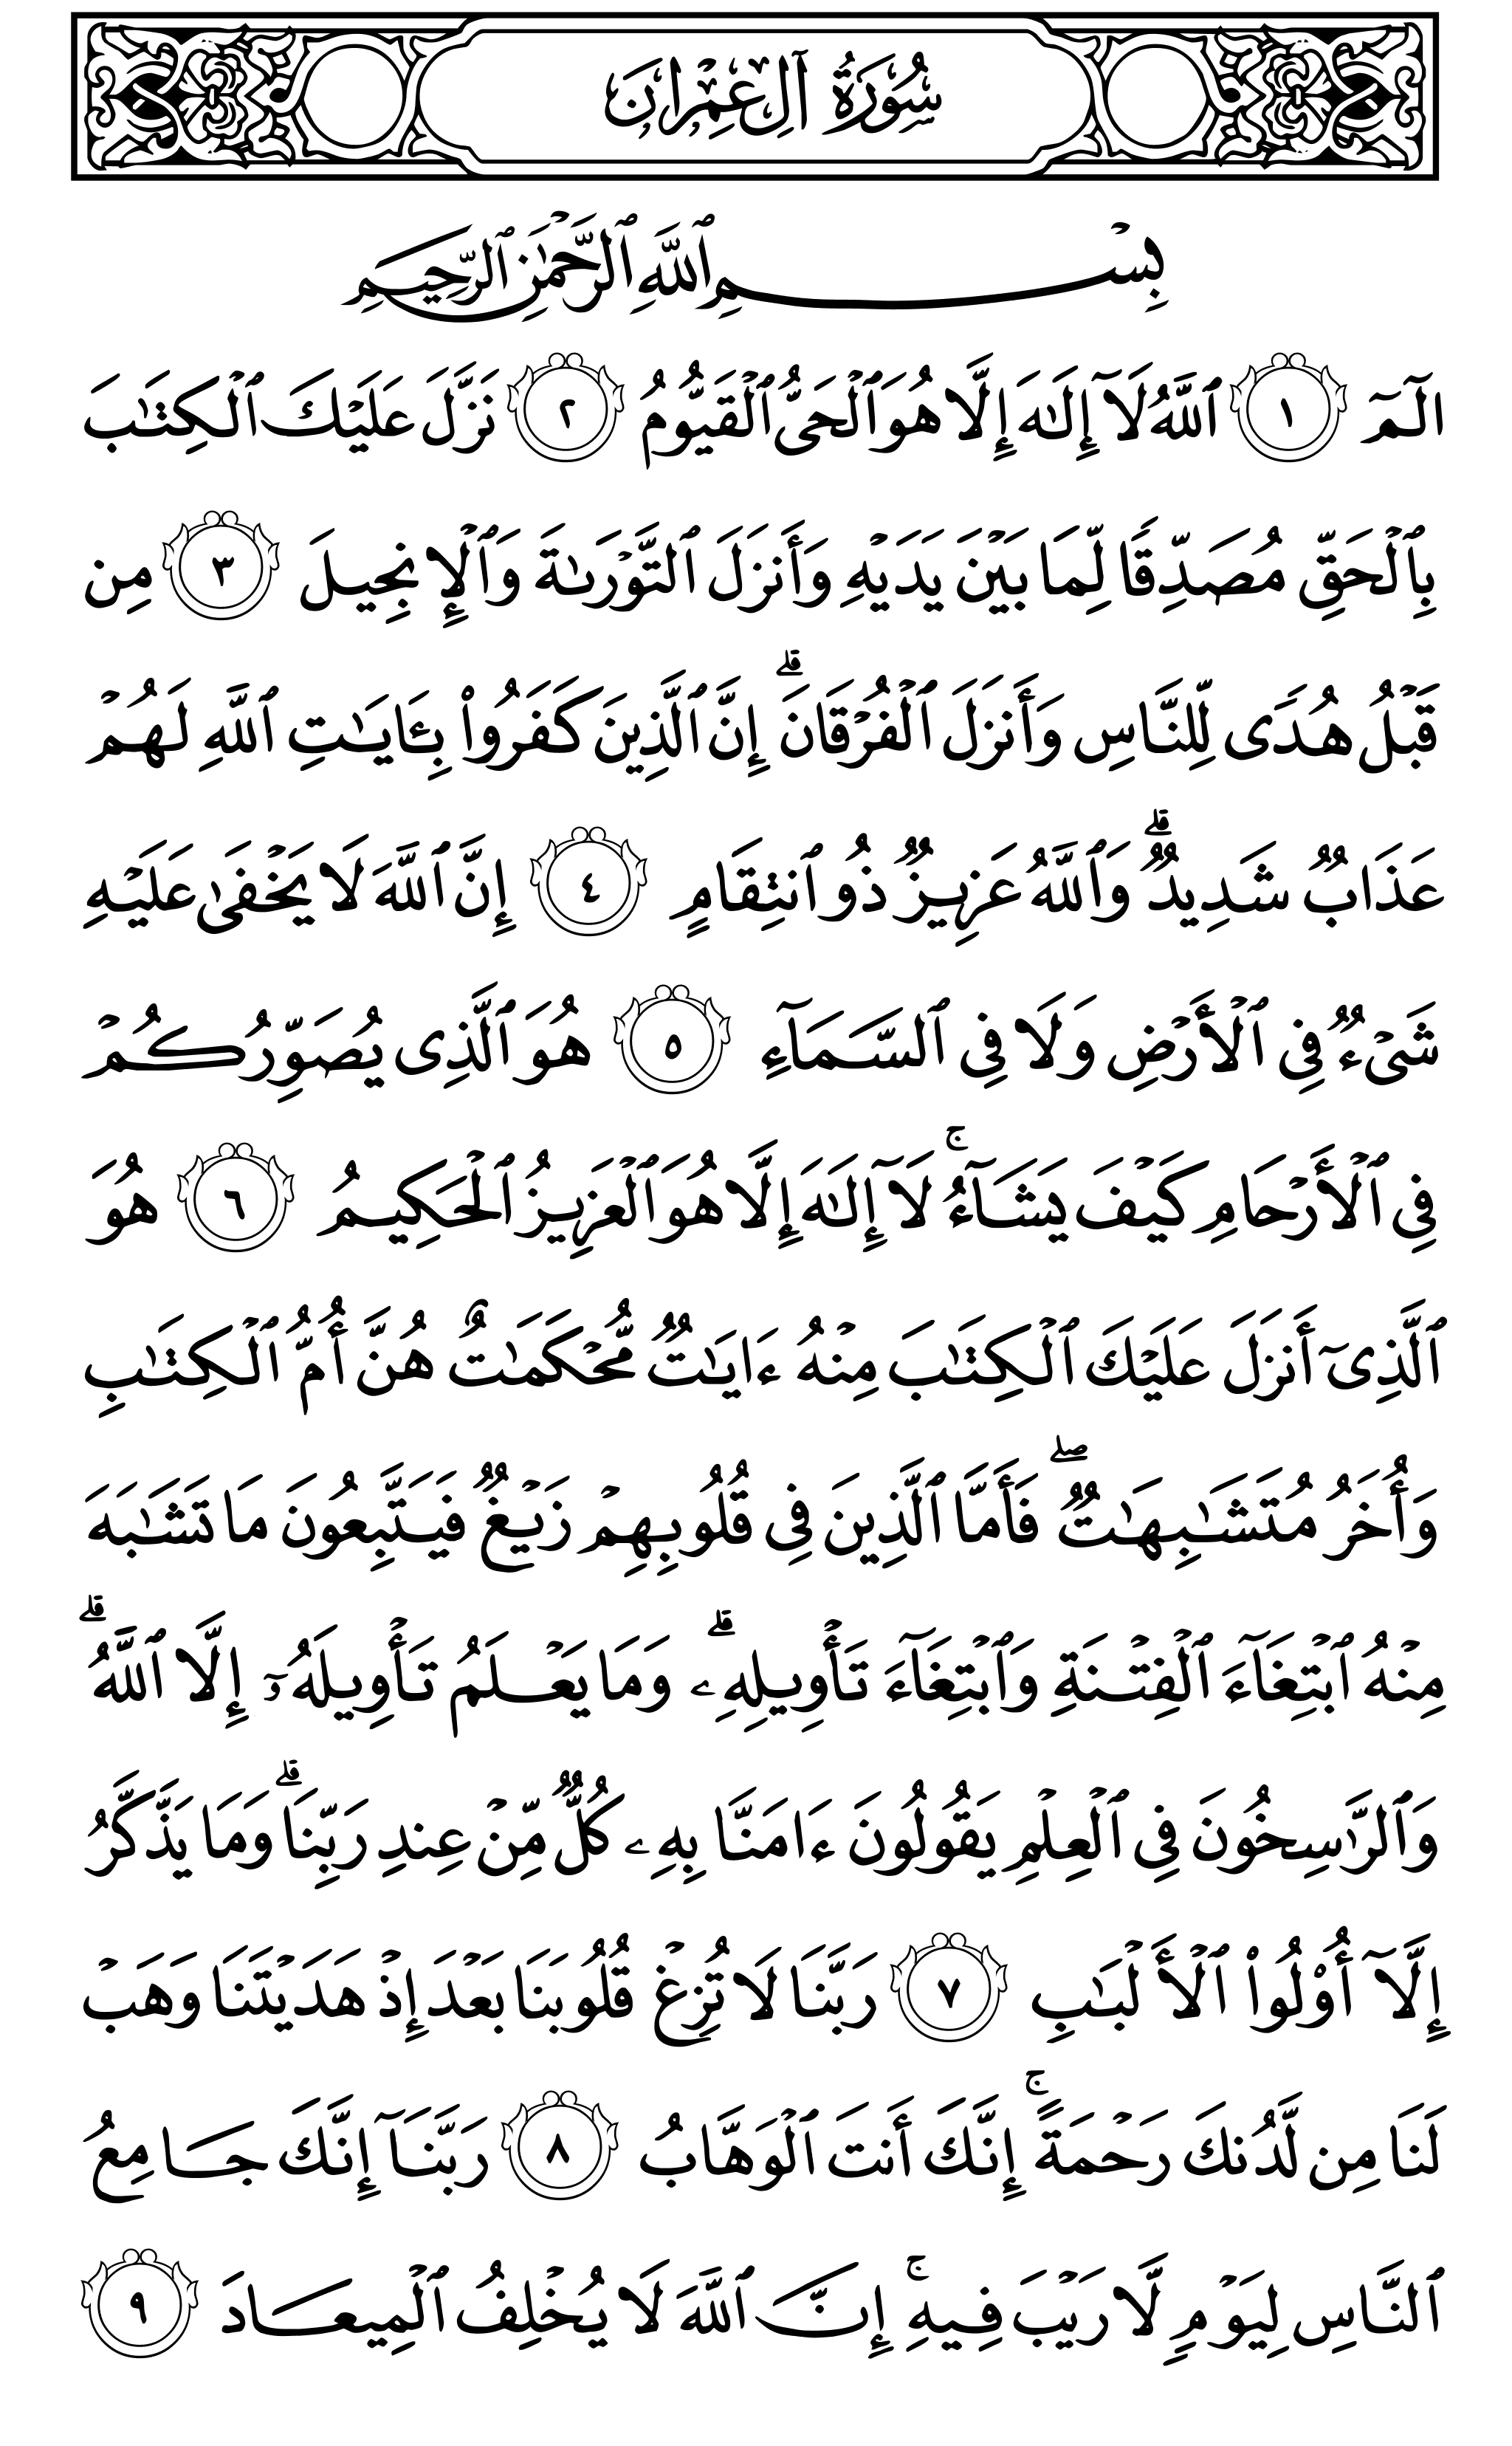 سُورَةُ آلِ عِمْرَانَ
بِسْمِ ٱللَّهِ ٱلرَّحْمَٰنِ ٱلرَّحِيمِ
الٓمٓ ١ ٱللَّهُ لَآ إِلَٰهَ إِلَّا هُوَ ٱلْحَىُّ ٱلْقَيُّومُ ٢ نَزَّلَ عَلَيْكَ ٱلْكِتَٰبَ
بِٱلْحَقِّ مُصَدِّقًا لِّمَا بَيْنَ يَدَيْهِ وَأَنزَلَ ٱلتَّوْرَىٰةَ وَٱلْإِنجِيلَ ٣ مِن
قَبْلُ هُدًى لِّلنَّاسِ وَأَنزَلَ ٱلْفُرْقَانَ ۗ إِنَّ ٱلَّذِينَ كَفَرُوا۟ بِـَٔايَٰتِ ٱللَّهِ لَهُمْ
عَذَابٌ شَدِيدٌ ۗ وَٱللَّهُ عَزِيزٌ ذُو ٱنتِقَامٍ ٤ إِنَّ ٱللَّهَ لَا يَخْفَىٰ عَلَيْهِ
شَىْءٌ فِى ٱلْأَرْضِ وَلَا فِى ٱلسَّمَآءِ ٥ هُوَ ٱلَّذِى يُصَوِّرُكُمْ
فِى ٱلْأَرْحَامِ كَيْفَ يَشَآءُ ۚ لَآ إِلَٰهَ إِلَّا هُوَ ٱلْعَزِيزُ ٱلْحَكِيمُ ٦ هُوَ
ٱلَّذِىٓ أَنزَلَ عَلَيْكَ ٱلْكِتَٰبَ مِنْهُ ءَايَٰتٌ مُّحْكَمَٰتٌ هُنَّ أُمُّ ٱلْكِتَٰبِ
وَأُخَرُ مُتَشَٰبِهَٰتٌ ۖ فَأَمَّا ٱلَّذِينَ فِى قُلُوبِهِمْ زَيْغٌ فَيَتَّبِعُونَ مَا تَشَٰبَهَ
مِنْهُ ٱبْتِغَآءَ ٱلْفِتْنَةِ وَٱبْتِغَآءَ تَأْوِيلِهِۦ ۗ وَمَا يَعْلَمُ تَأْوِيلَهُۥٓ إِلَّا ٱللَّهُ ۗ
وَٱلرَّٰسِخُونَ فِى ٱلْعِلْمِ يَقُولُونَ ءَامَنَّا بِهِۦ كُلٌّ مِّنْ عِندِ رَبِّنَا ۗ وَمَا يَذَّكَّرُ
إِلَّآ أُو۟لُوا۟ ٱلْأَلْبَٰبِ ٧ رَبَّنَا لَا تُزِغْ قُلُوبَنَا بَعْدَ إِذْ هَدَيْتَنَا وَهَبْ
لَنَا مِن لَّدُنكَ رَحْمَةً ۚ إِنَّكَ أَنتَ ٱلْوَهَّابُ ٨ رَبَّنَآ إِنَّكَ جَامِعُ
ٱلنَّاسِ لِيَوْمٍ لَّا رَيْبَ فِيهِ ۚ إِنَّ ٱللَّهَ لَا يُخْلِفُ ٱلْمِيعَادَ ٩